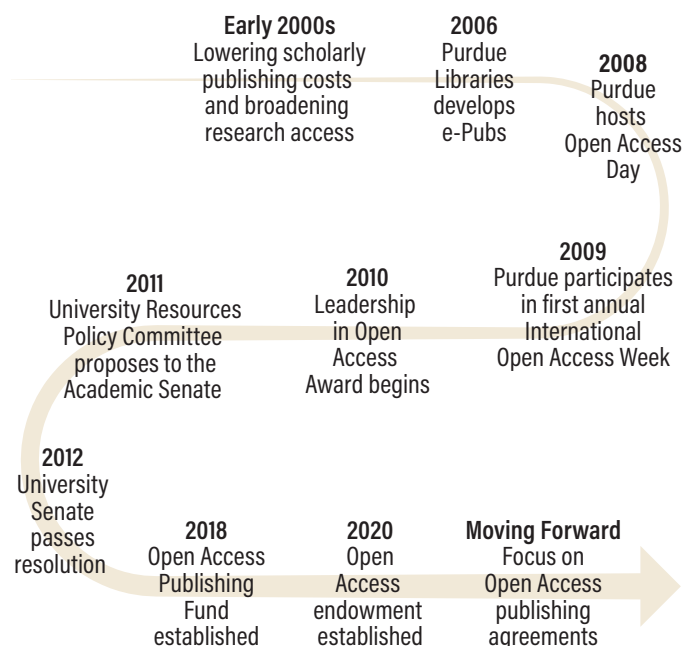 Early 2000s
Lowering scholarly
publishing costs
and broadening
research access
2006
Purdue
Libraries
develops
e-Pubs
2008
Purdue
hosts
Open Access
Day
2009
Purdue participates
in first annual
International
Open Access Week
2010
Leadership
in Open
Access
Award begins
2011
University Resources
Policy Committee
proposes to the
Academic Senate
2012
University
Senate
passes
resolution
2018
Open Access
Publishing
Fund
established
2020
Open
Access
endowment
established
Moving Forward
Focus on
Open Access
publishing
agreements